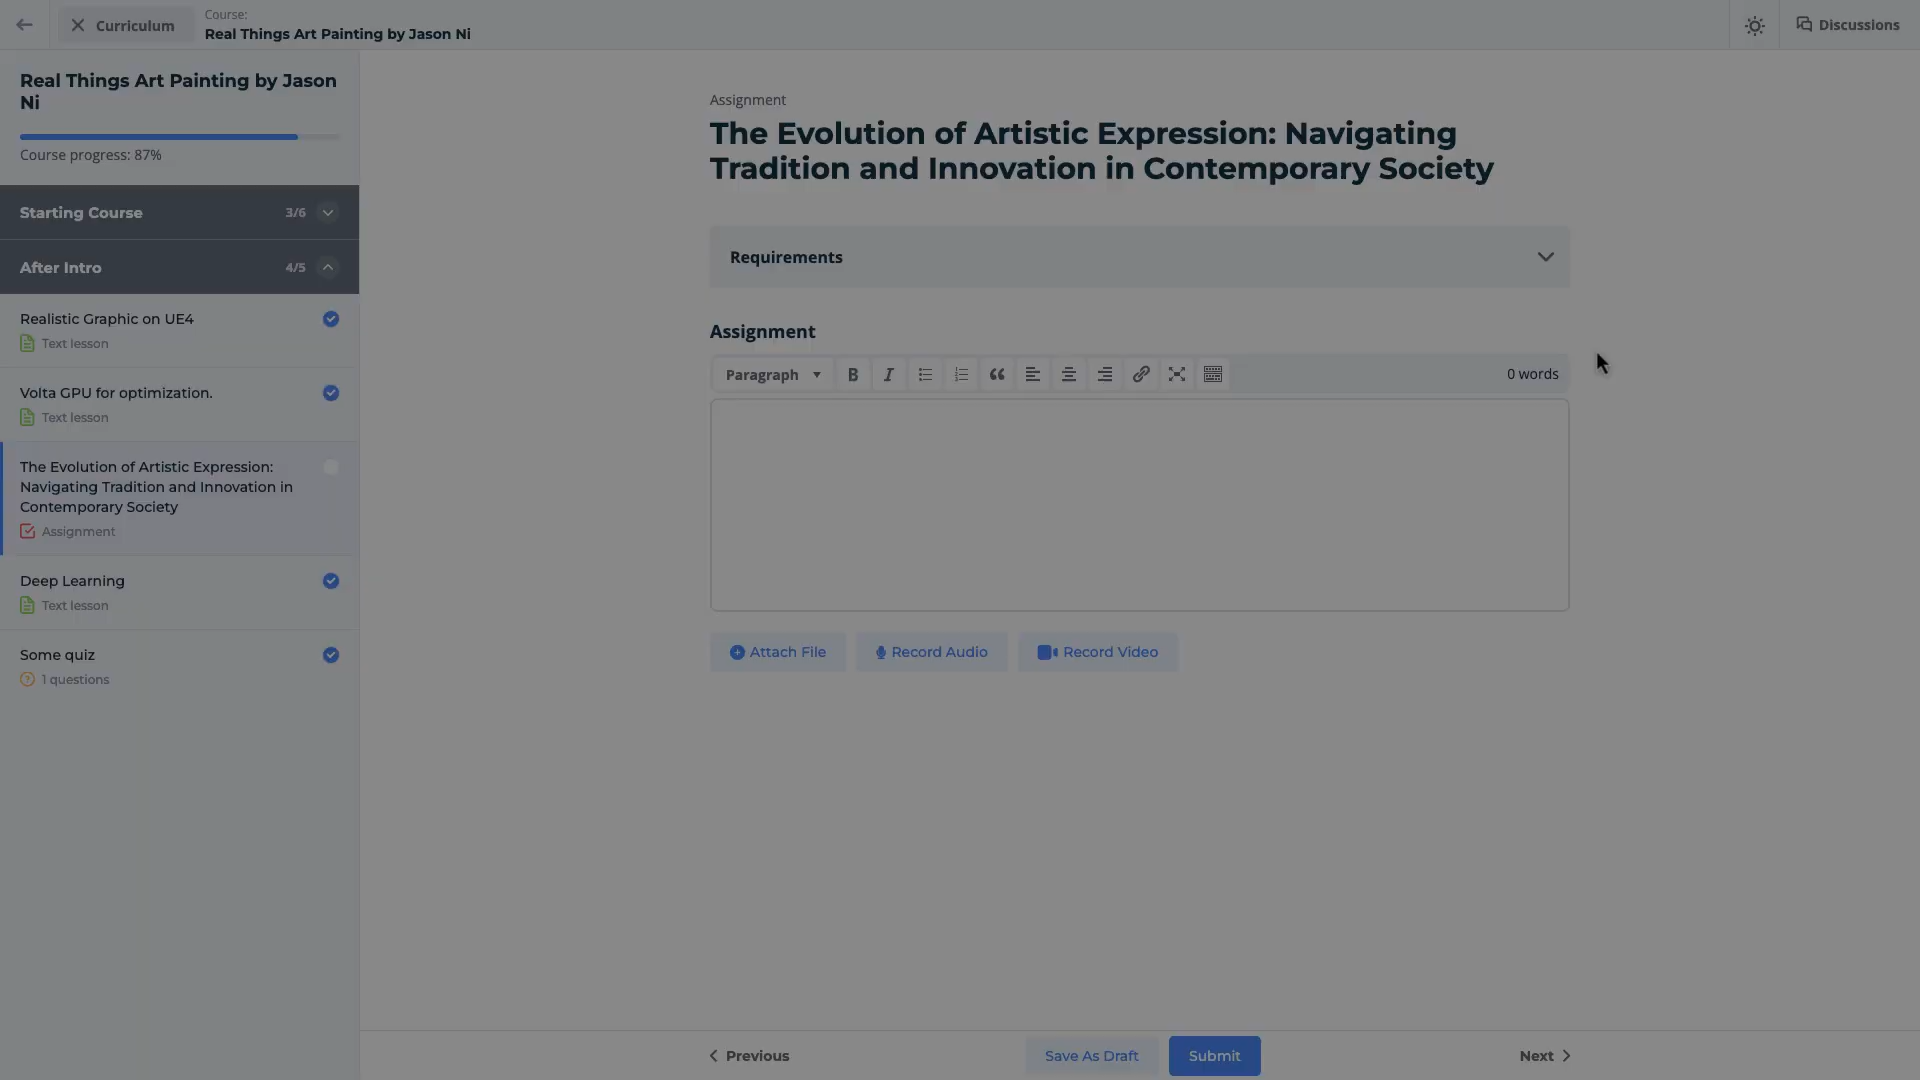 Curriculum
Course:
Real Things Art Painting by Jason Ni
Discussions
Real Things Art Painting by Jason
Ni
Course progress: 87%
Starting Course 3/6
After Intro 4/5
Realistic Graphic on UE4
Text lesson
Volta GPU for optimization.
Text lesson
The Evolution of Artistic Expression:
Navigating Tradition and Innovation in
Contemporary Society
Assignment
Deep Learning
Text lesson
Some quiz
1 questions
Assignment
The Evolution of Artistic Expression: Navigating
Tradition and Innovation in Contemporary Society
Requirements
Assignment
Paragraph B I 0 words
Attach File Record Audio Record Video
Previous Save As Draft Submit Next